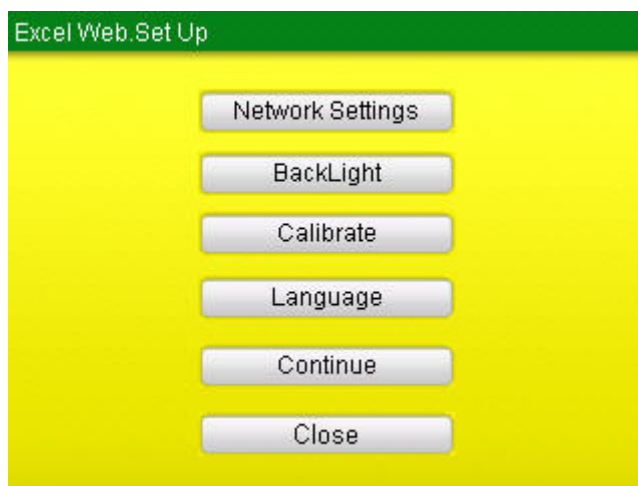 Excel Web.Set Up
Network Settings
BackLight
Calibrate
Language
Continue
Close